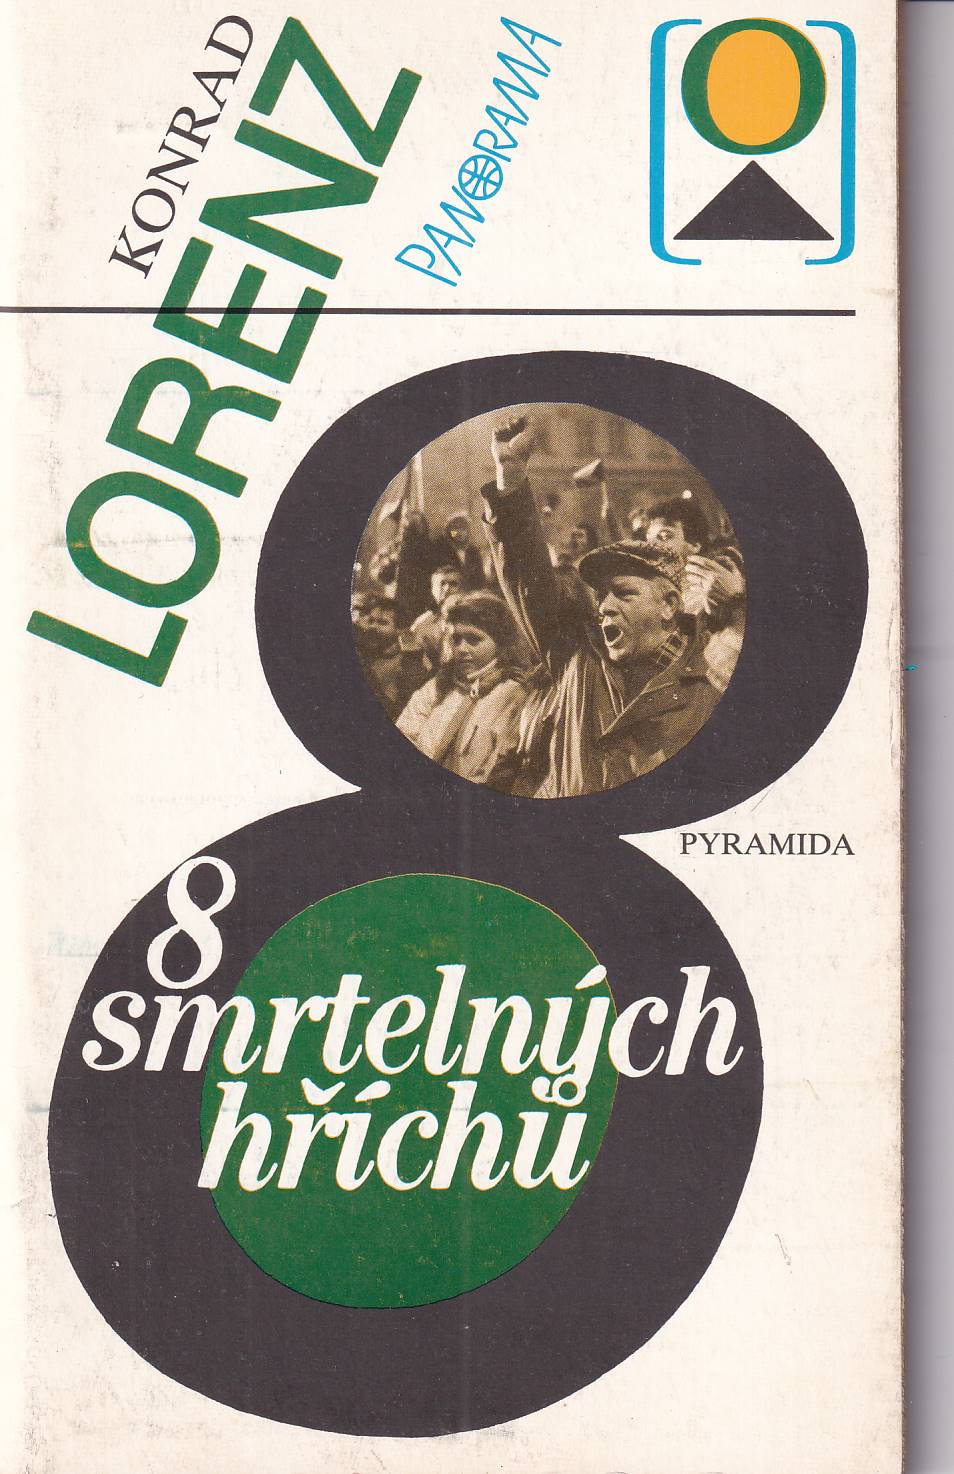 KONRAD
LORENZ
PANORAMA
PYRAMIDA
8
smrtelných
hříchů